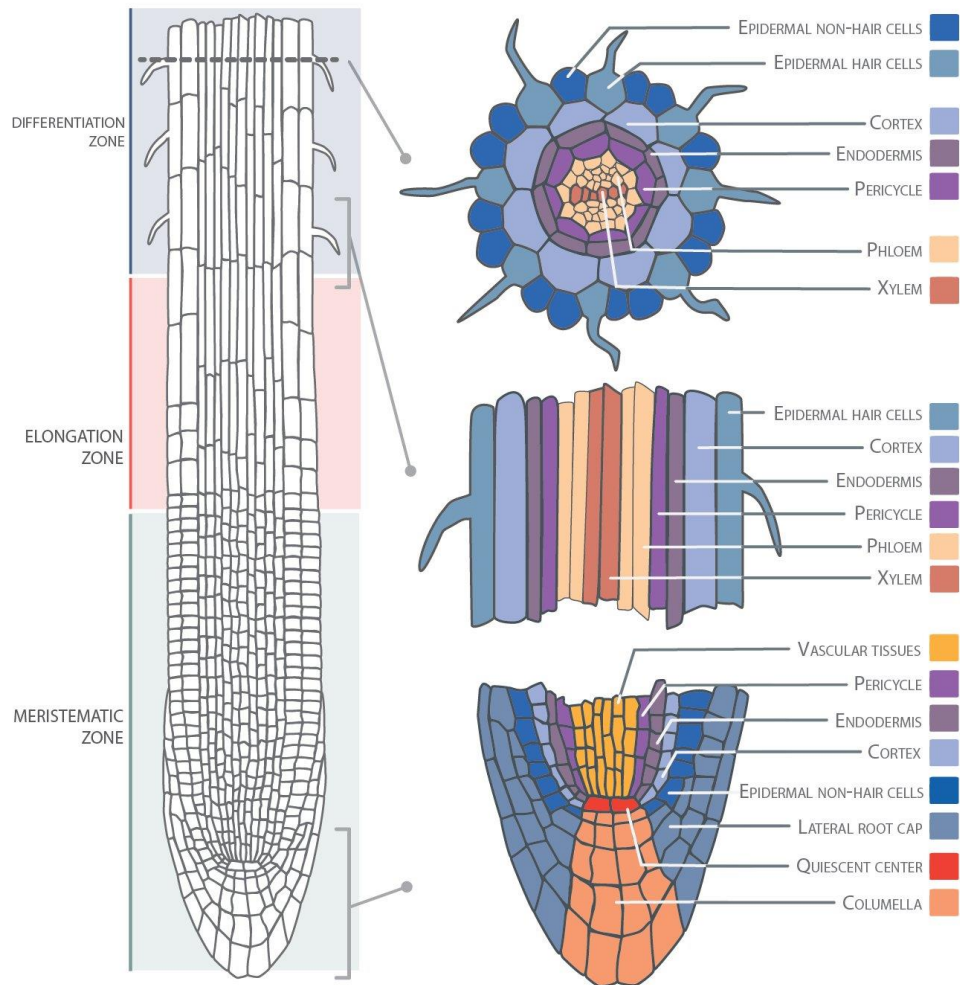 DIFFERENTIATION
ZONE
ELONGATION
ZONE
MERISTEMATIC
ZONE
EPIDERMAL NON-HAIR CELLS
EPIDERMAL HAIR CELLS
CORTEX
ENDODERMIS
PERICYCLE
PHLOEM
XYLEM
EPIDERMAL HAIR CELLS
CORTEX
ENDODERMIS
PERICYCLE
PHLOEM
XYLEM
VASCULAR TISSUES
PERICYCLE
ENDODERMIS
CORTEX
EPIDERMAL NON-HAIR CELLS
LATERAL ROOT CAP
QUIESCENT CENTER
COLUMELLA